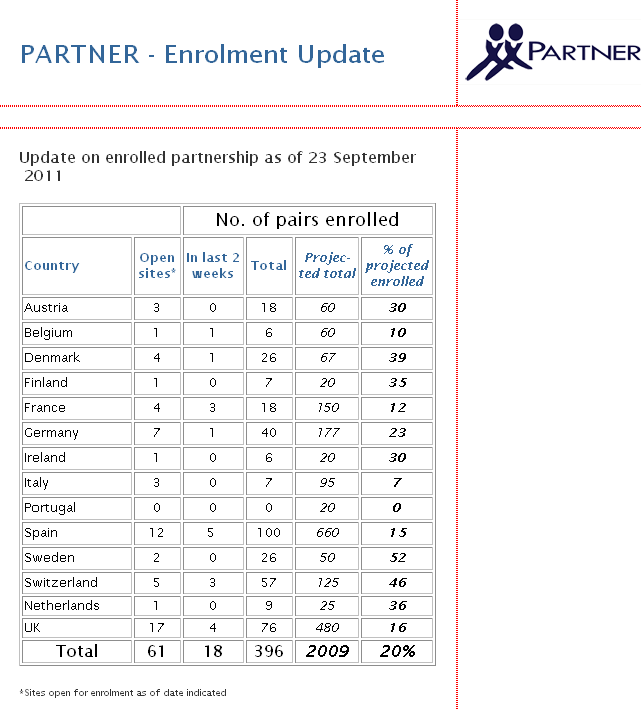 PARTNER - Enrolment Update
PARTNER
Update on enrolled partnership as of 23 September
2011
No. of pairs enrolled
Country Open sites* In last 2 weeks Total Projec-ted total % of projected enrolled
Austria 3 0 18 60 30
Belgium 1 1 6 60 10
Denmark 4 1 26 67 39
Finland 1 0 7 20 35
France 4 3 18 150 12
Germany 7 1 40 177 23
Ireland 1 0 6 20 30
Italy 3 0 7 95 7
Portugal 0 0 0 20 0
Spain 12 5 100 660 15
Sweden 2 0 26 50 52
Switzerland 5 3 57 125 46
Netherlands 1 0 9 25 36
UK 17 4 76 480 16
Total 61 18 396 2009 20%
*Sites open for enrolment as of date indicated